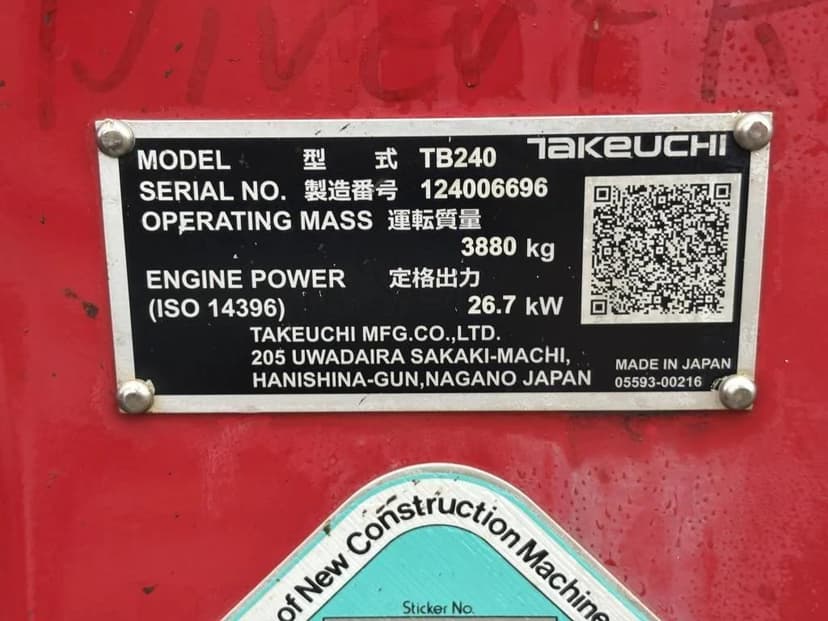 MODEL 型式 TB240
TAKEUCHI
SERIAL NO. 製造番号 124006696
OPERATING MASS 運転質量
3880 kg
ENGINE POWER 定格出力
(ISO 14396) 26.7 kW
TAKEUCHI MFG.CO.,LTD.
205 UWADAIRA SAKAKI-MACHI,
HANISHINA-GUN,NAGANO JAPAN
MADE IN JAPAN
05593-00216
of New Construction Machine
Sticker No.